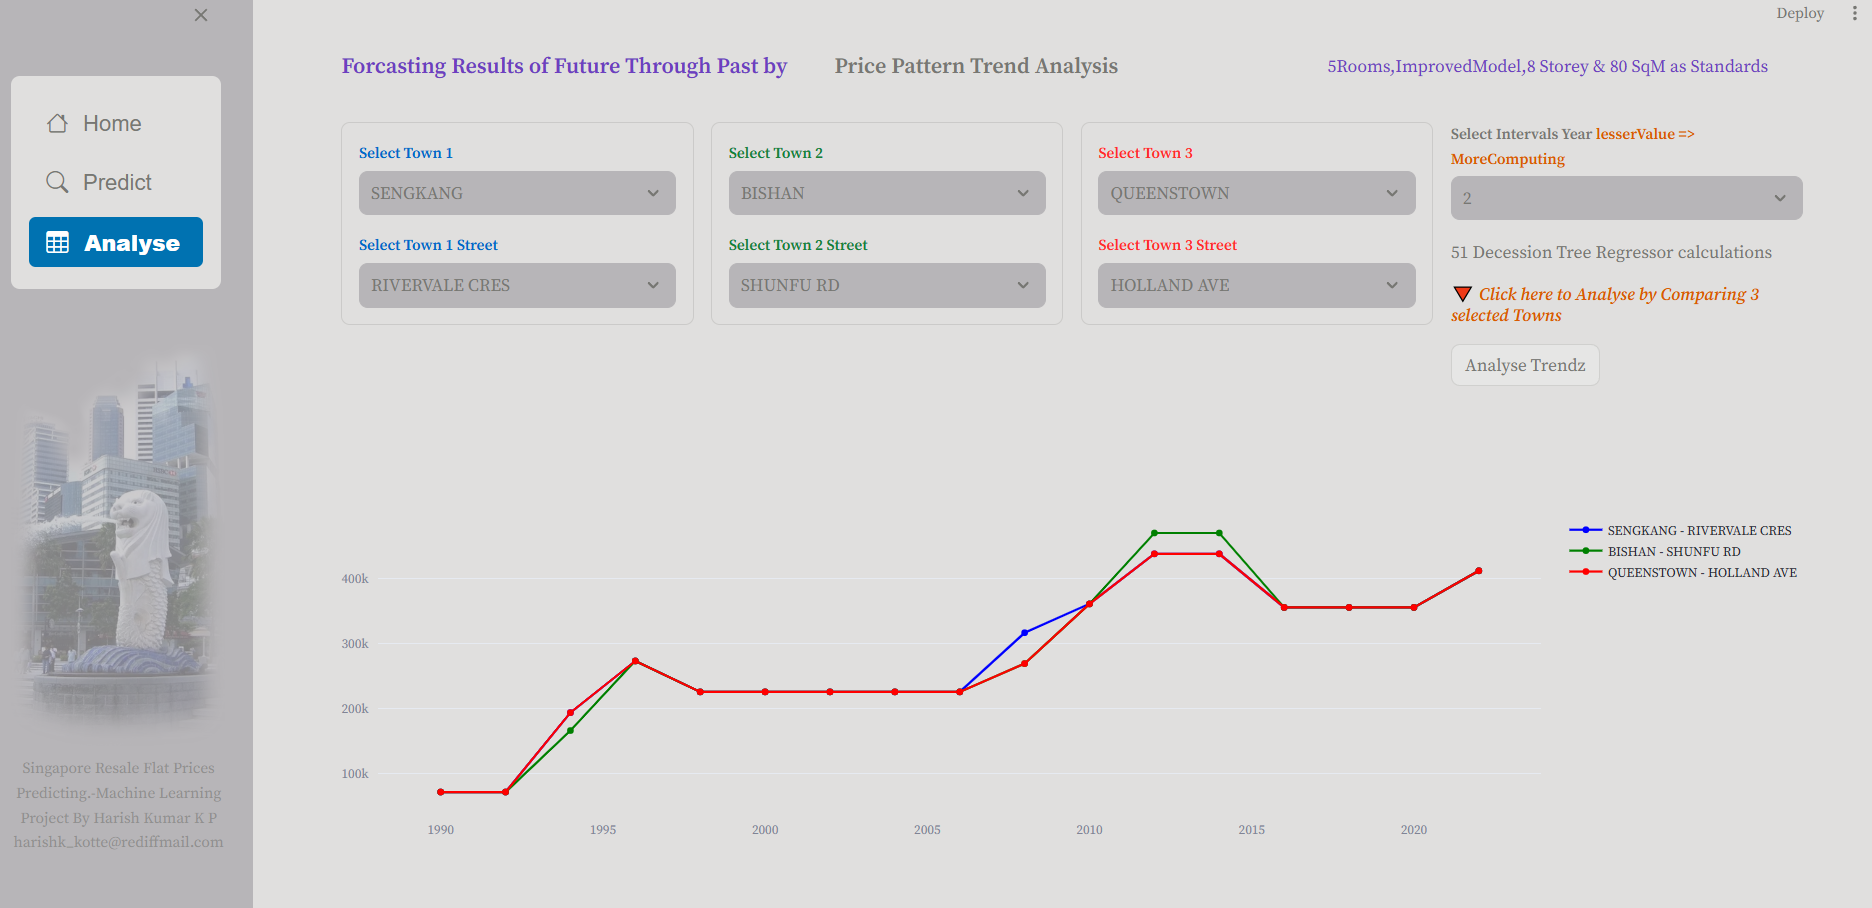 Deploy
Forcasting Results of Future Through Past by
Price Pattern Trend Analysis
5Rooms,ImprovedModel,8 Storey & 80 SqM as Standards
Home
Predict
Analyse
Select Town 1
SENGKANG
Select Town 1 Street
RIVERVALE CRES
Select Town 2
BISHAN
Select Town 2 Street
SHUNFU RD
Select Town 3
QUEENSTOWN
Select Town 3 Street
HOLLAND AVE
Select Intervals Year lesserValue =>
MoreComputing
2
51 Decession Tree Regressor calculations
Click here to Analyse by Comparing 3
selected Towns
Analyse Trendz
SENGKANG - RIVERVALE CRES
BISHAN - SHUNFU RD
QUEENSTOWN - HOLLAND AVE
400k
300k
200k
100k
1990
1995
2000
2005
2010
2015
2020
Singapore Resale Flat Prices
Predicting.-Machine Learning
Project By Harish Kumar K P
harishk_kotte@rediffmail.com